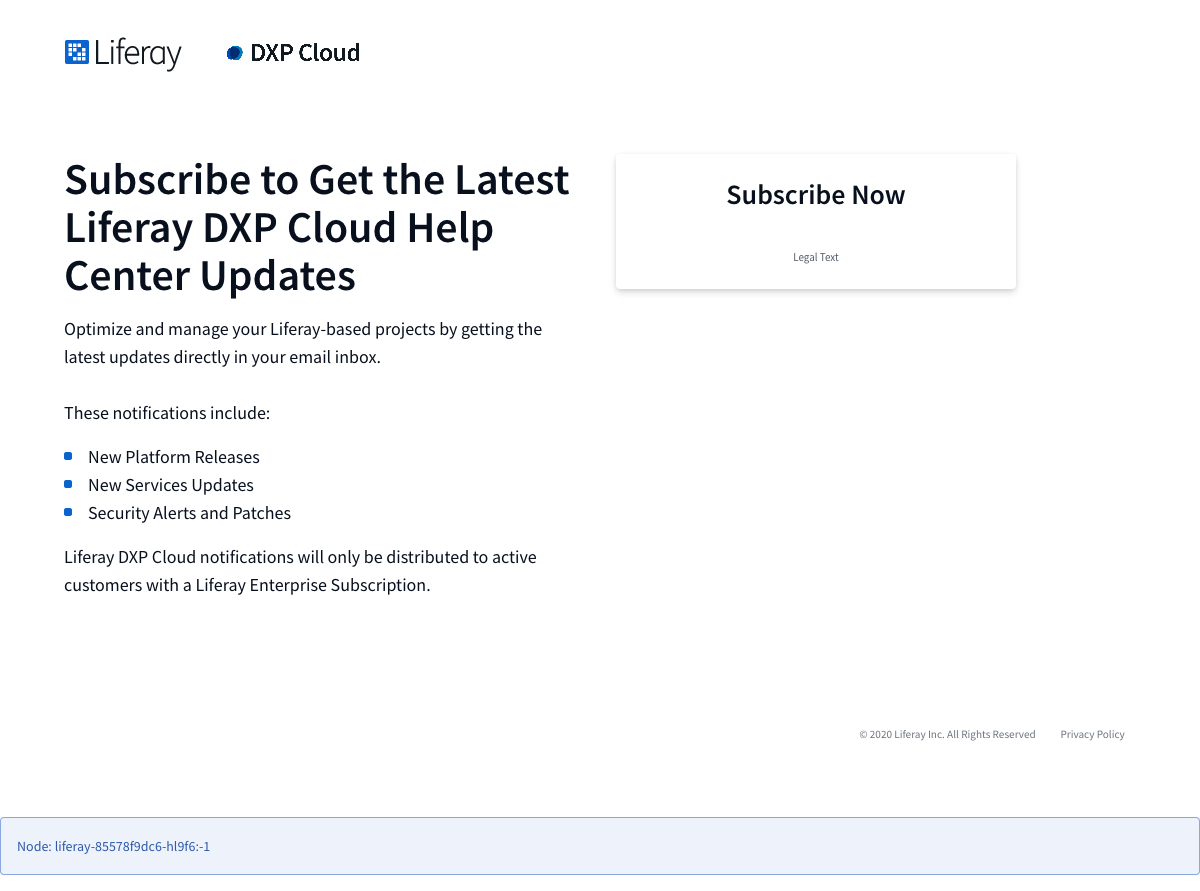 Liferay
DXP Cloud
Subscribe to Get the Latest
Liferay DXP Cloud Help
Center Updates
Optimize and manage your Liferay-based projects by getting the
latest updates directly in your email inbox.
These notifications include:
New Platform Releases
New Services Updates
Security Alerts and Patches
Liferay DXP Cloud notifications will only be distributed to active
customers with a Liferay Enterprise Subscription.
Subscribe Now
Legal Text
© 2020 Liferay Inc. All Rights Reserved
Privacy Policy
Node: liferay-85578f9dc6-hl9f6:-1